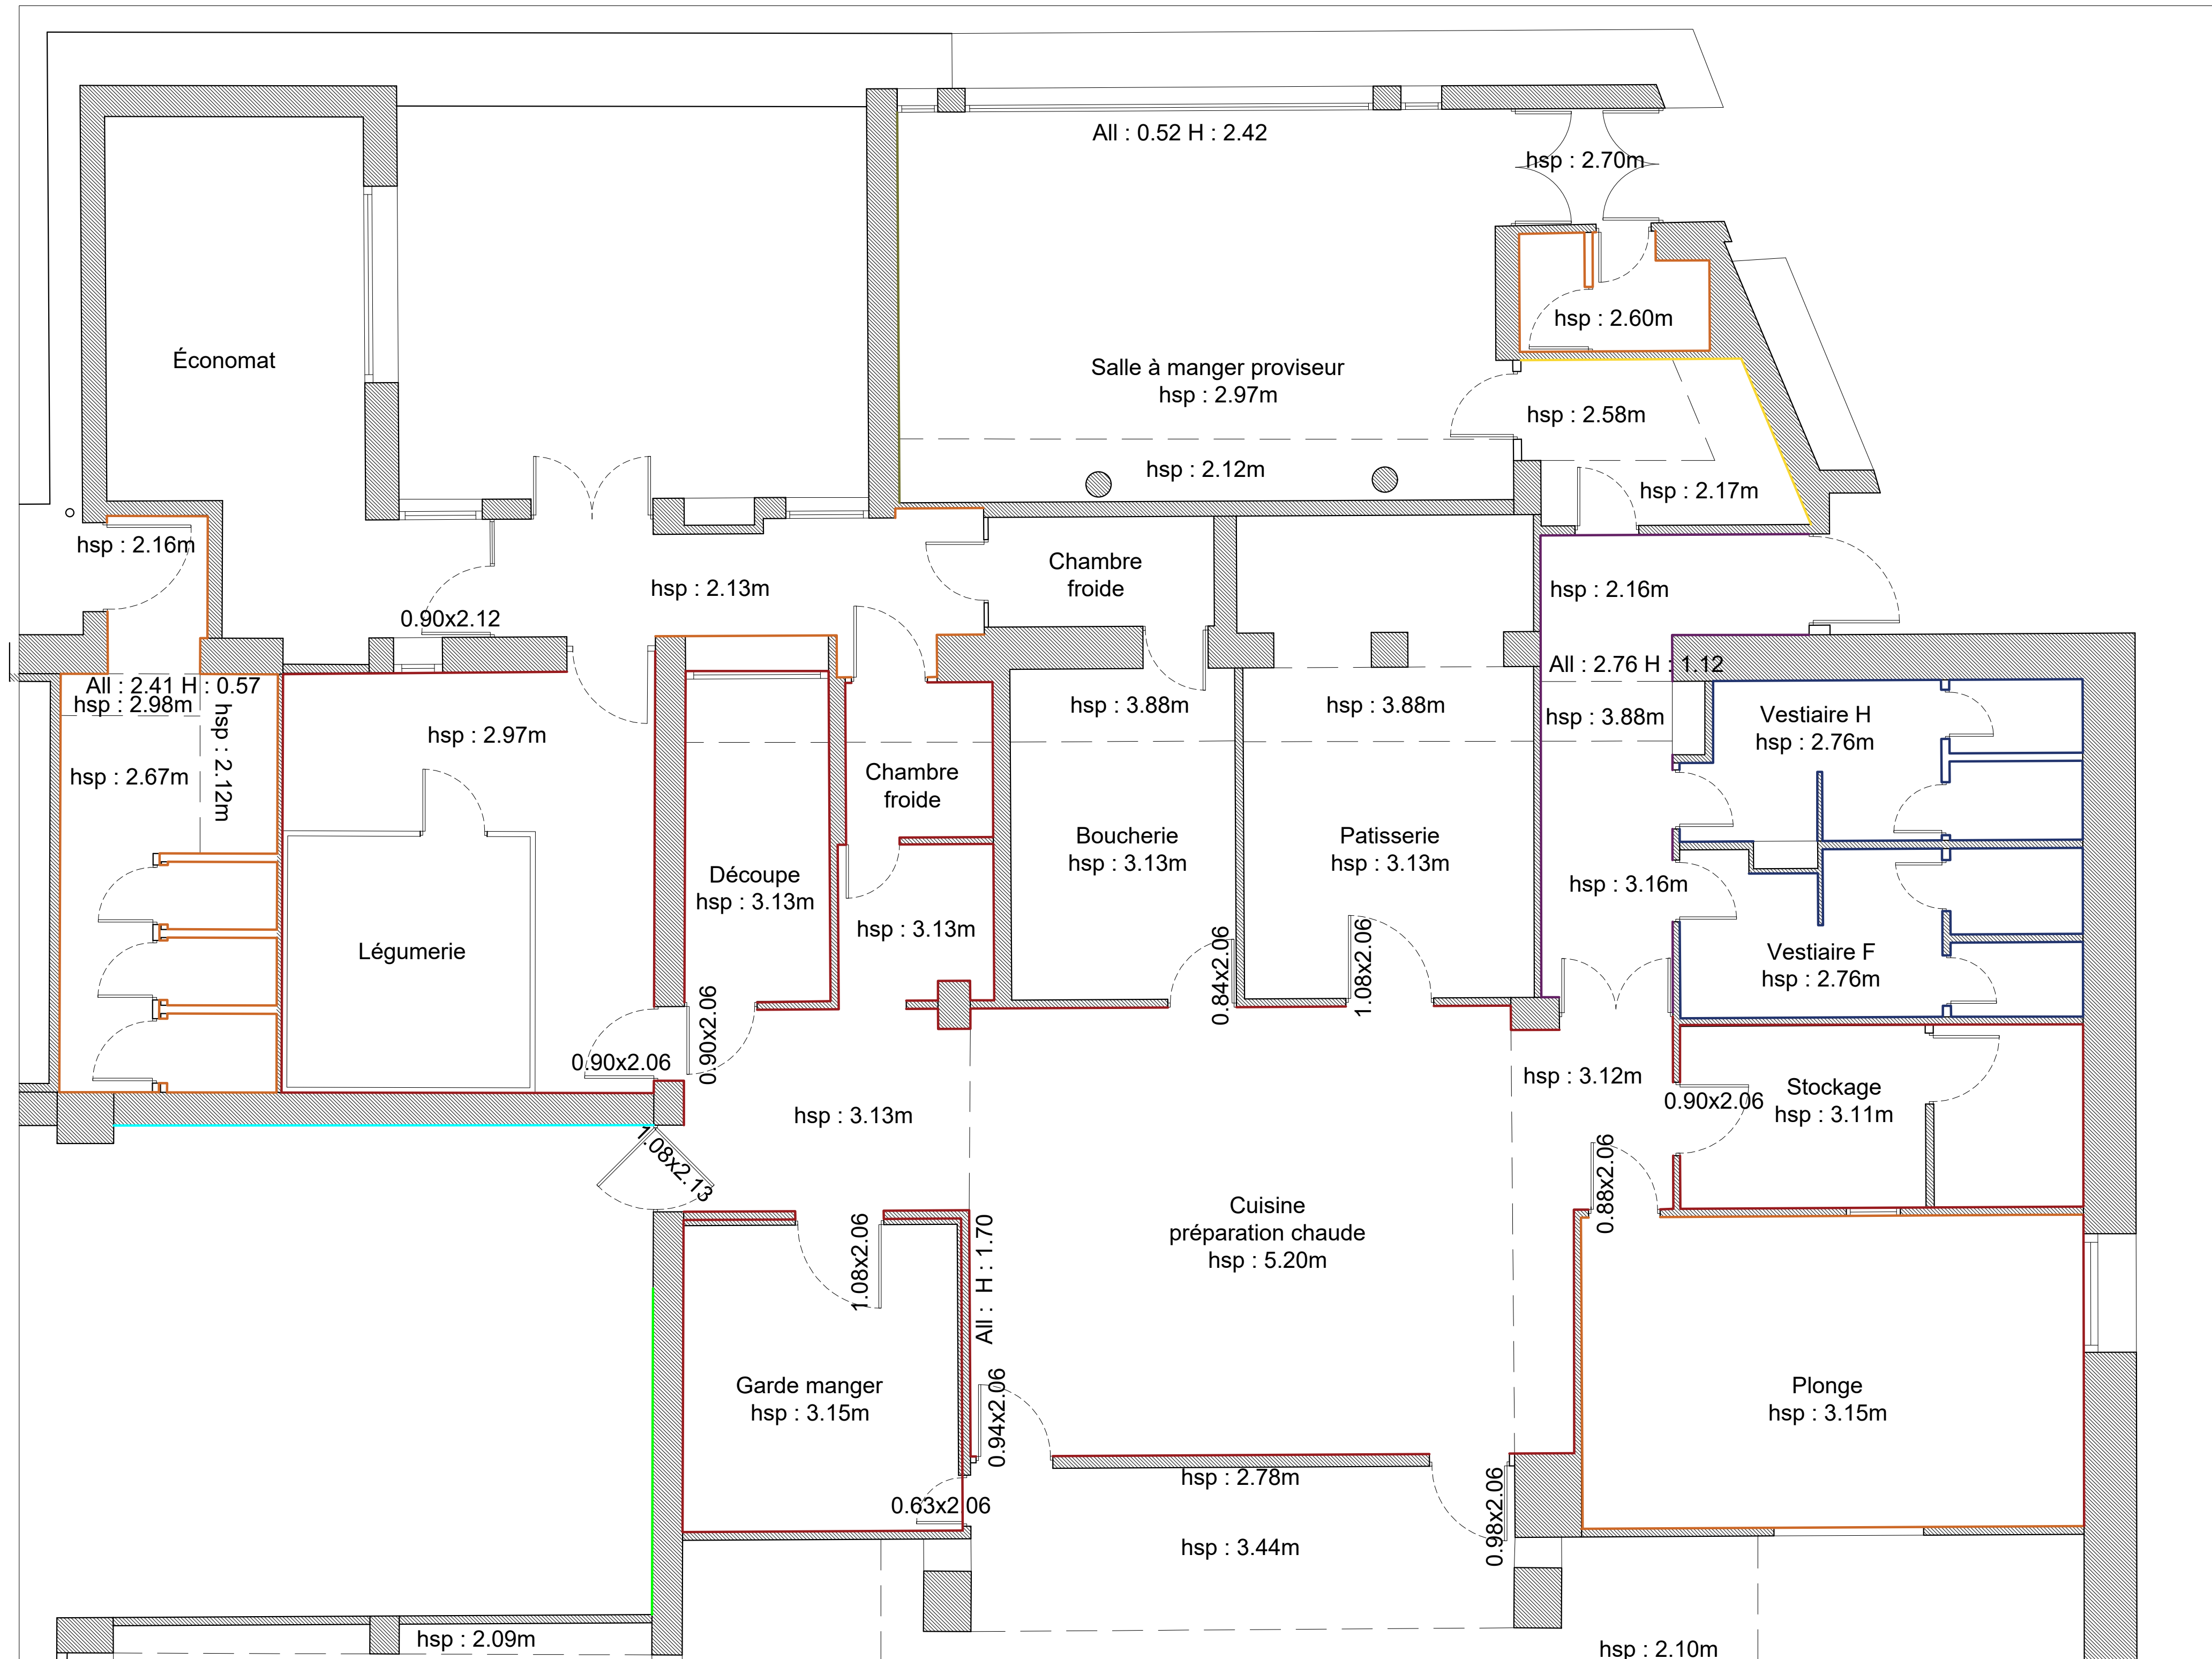 All : 0.52 H : 2.42
hsp : 2.70m
hsp : 2.60m
Économat
Salle à manger proviseur
hsp : 2.97m
hsp : 2.58m
hsp : 2.12m
hsp : 2.17m
hsp : 2.16m
Chambre
froide
hsp : 2.13m
hsp : 2.16m
0.90x2.12
All : 2.76 H : 1.12
All : 2.41 H : 0.57
hsp : 2.98m
hsp : 2.12m
hsp : 2.97m
hsp : 3.88m
hsp : 3.88m
hsp : 3.88m
Vestiaire H
hsp : 2.76m
hsp : 2.67m
Chambre
froide
Boucherie
hsp : 3.13m
Patisserie
hsp : 3.13m
Découpe
hsp : 3.13m
hsp : 3.16m
hsp : 3.13m
Légumerie
Vestiaire F
hsp : 2.76m
0.84x2.06
1.08x2.06
0.90x2.06
0.90x2.06
hsp : 3.12m
Stockage
hsp : 3.11m
0.90x2.06
hsp : 3.13m
1.08x2.13
0.88x2.06
Cuisine
préparation chaude
hsp : 5.20m
1.08x2.06
All :  H : 1.70
Garde manger
hsp : 3.15m
0.94x2.06
Plonge
hsp : 3.15m
hsp : 2.78m
0.63x2.06
0.98x2.06
hsp : 3.44m
hsp : 2.09m
hsp : 2.10m